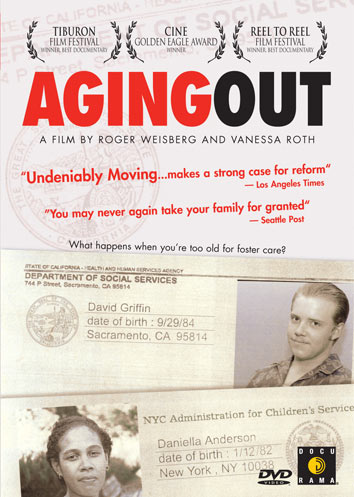 TIBURON
FILM FESTIVAL
WINNER, BEST DOCUMENTARY
CINE
GOLDEN EAGLE AWARD
WINNER
REEL TO REEL
FILM FESTIVAL
WINNER, BEST DOCUMENTARY
AGINGOUT
A FILM BY ROGER WEISBERG AND VANESSA ROTH
“Undeniably Moving...makes a strong case for reform”
— Los Angeles Times
“You may never again take your family for granted”
— Seattle Post
What happens when you're too old for foster care?
STATE OF CALIFORNIA - HEALTH AND HUMAN SERVICES AGENCY
DEPARTMENT OF SOCIAL SERVICES
744 P Street, Sacramento, CA 95814
David Griffin
date of birth : 9/29/84
Sacramento, CA 95814
NYC Administration for Children's Service
Daniella Anderson
date of birth : 1/12/82
New York , NY 10038
DVD
VIDEO
DOCU
RAMA